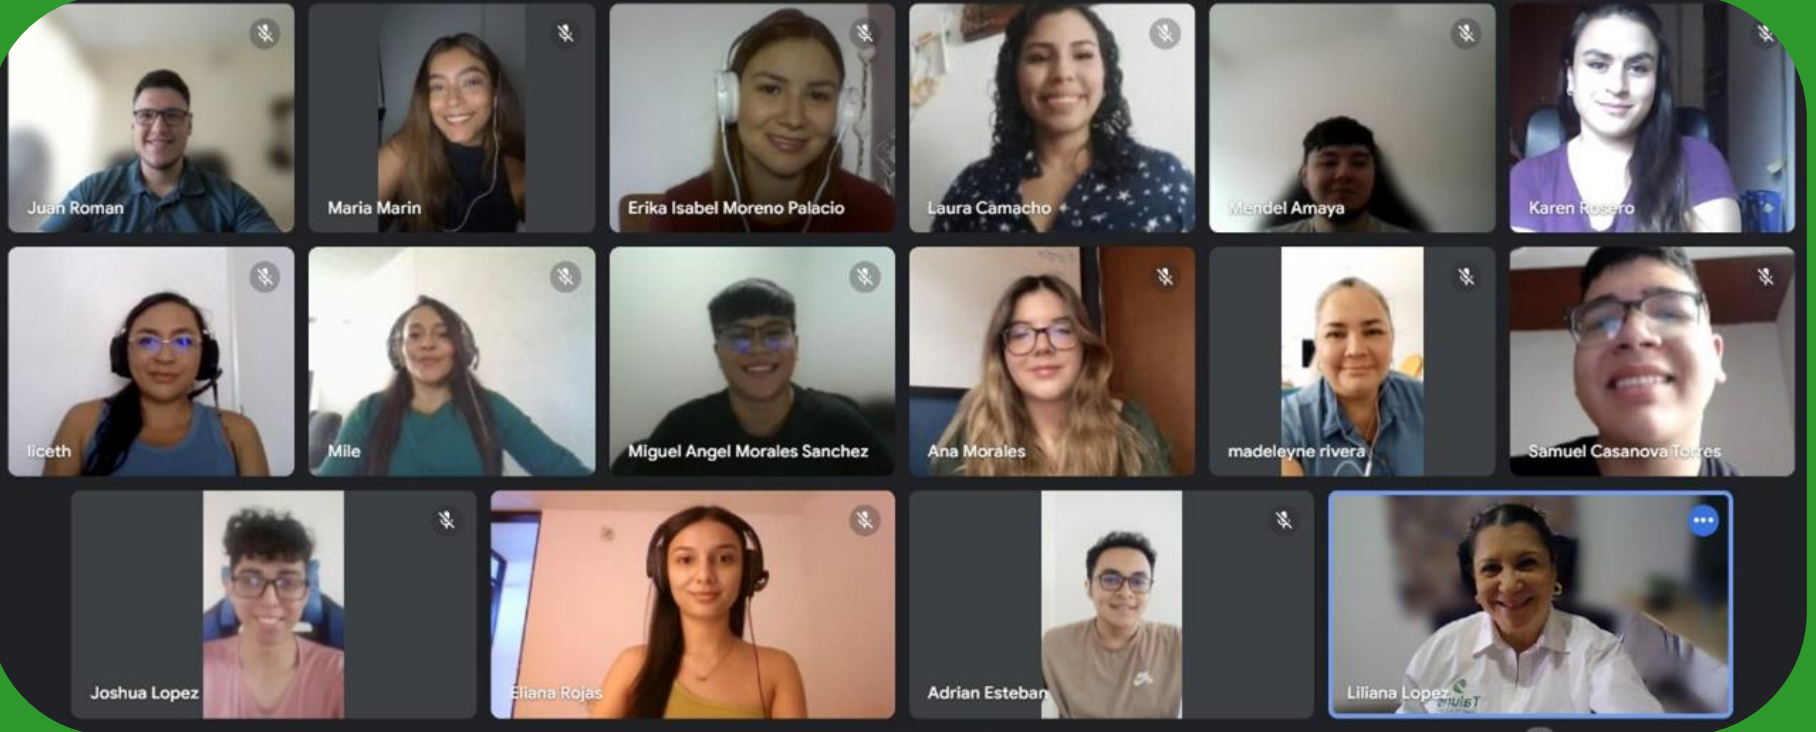 Juan Roman
Maria Marin
Erika Isabel Moreno Palacio
Laura Camacho
Mendel Amaya
Karen Rosero
liceth
Mile
Miguel Angel Morales Sanchez
Ana Morales
madeleyne rivera
Samuel Casanova Torres
Joshua Lopez
Eliana Rojas
Adrian Esteban
Liliana Lopez